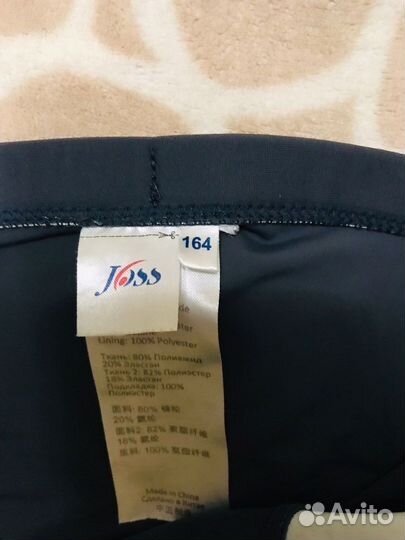 164
Joss
Lining: 100% Polyester
Ткань: 80% Полиамид
20% Эластан
Ткань 2: 82% Полиэстер
18% Эластан
Подкладка: 100%
Полиэстер
面料: 80% 锦纶
20% 氨纶
面料2: 82% 聚酯纤维
18% 氨纶
100% 聚酯纤维
Made in China
Сделано в Китае
中国制造
Avito